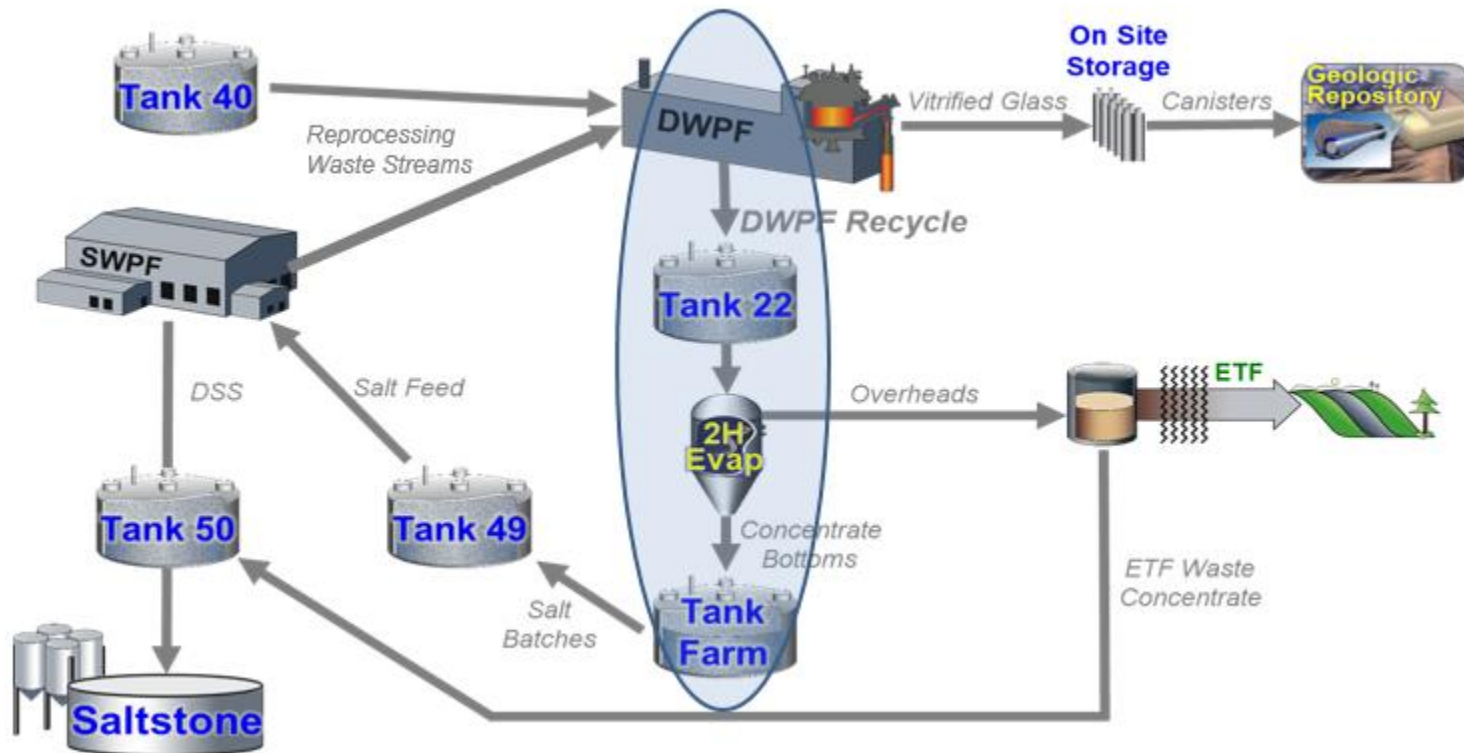 Tank 40
Reprocessing
Waste Streams
DWPF
Vitrified Glass
On Site
Storage
Canisters
Geologic
Repository
DWPF Recycle
SWPF
Tank 22
DSS
Salt Feed
2H
Evap
Overheads
ETF
Tank 50
Tank 49
Concentrate
Bottoms
ETF Waste
Concentrate
Salt
Batches
Tank
Farm
Saltstone